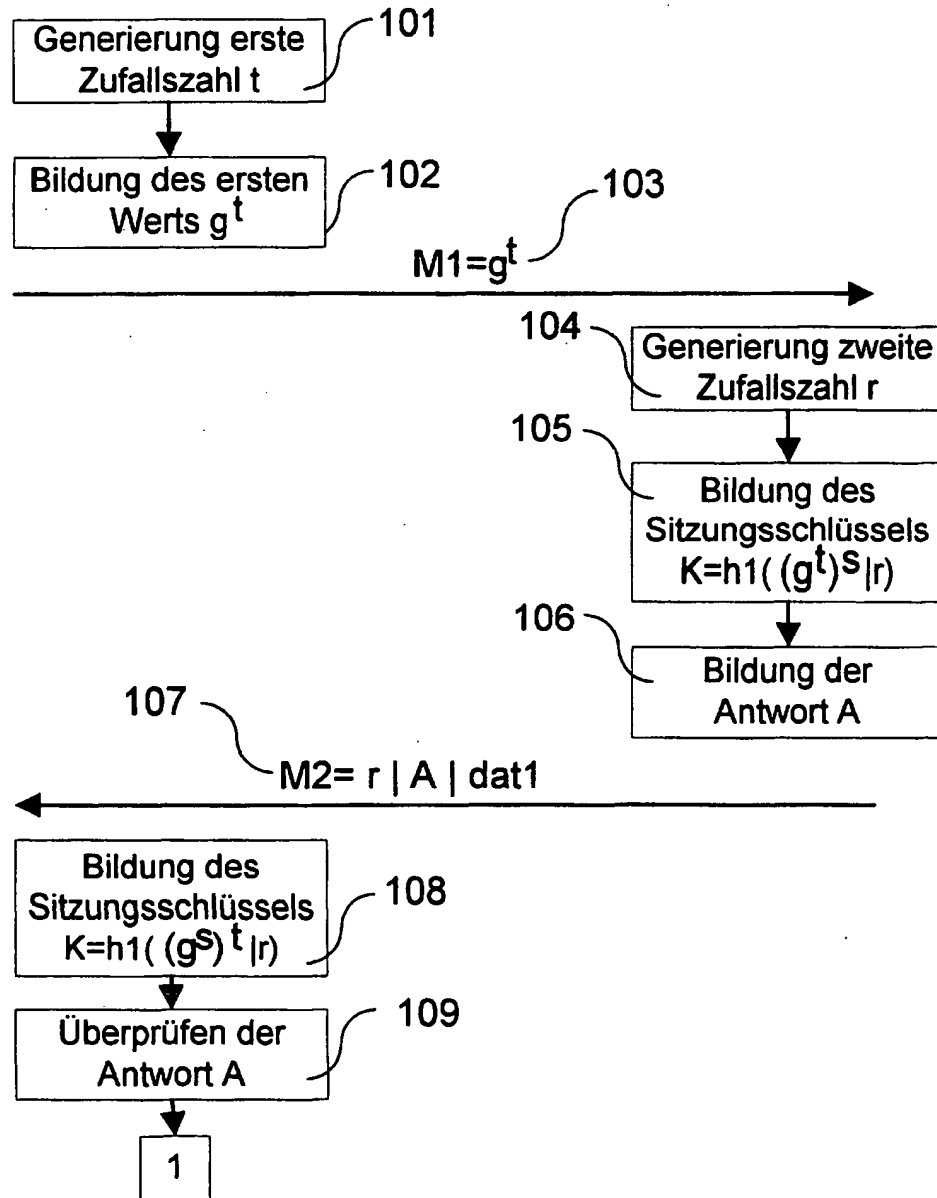 101
Generierung erste
Zufallszahl t
102
Bildung des ersten
Werts g^t
103
M1=g^t
104
Generierung zweite
Zufallszahl r
105
Bildung des
Sitzungsschlüssels
K=h1( (g^t)^s |r)
106
Bildung der
Antwort A
107
M2= r | A | dat1
Bildung des
Sitzungsschlüssels
K=h1( (g^s)^t |r)
108
Überprüfen der
Antwort A
109
1